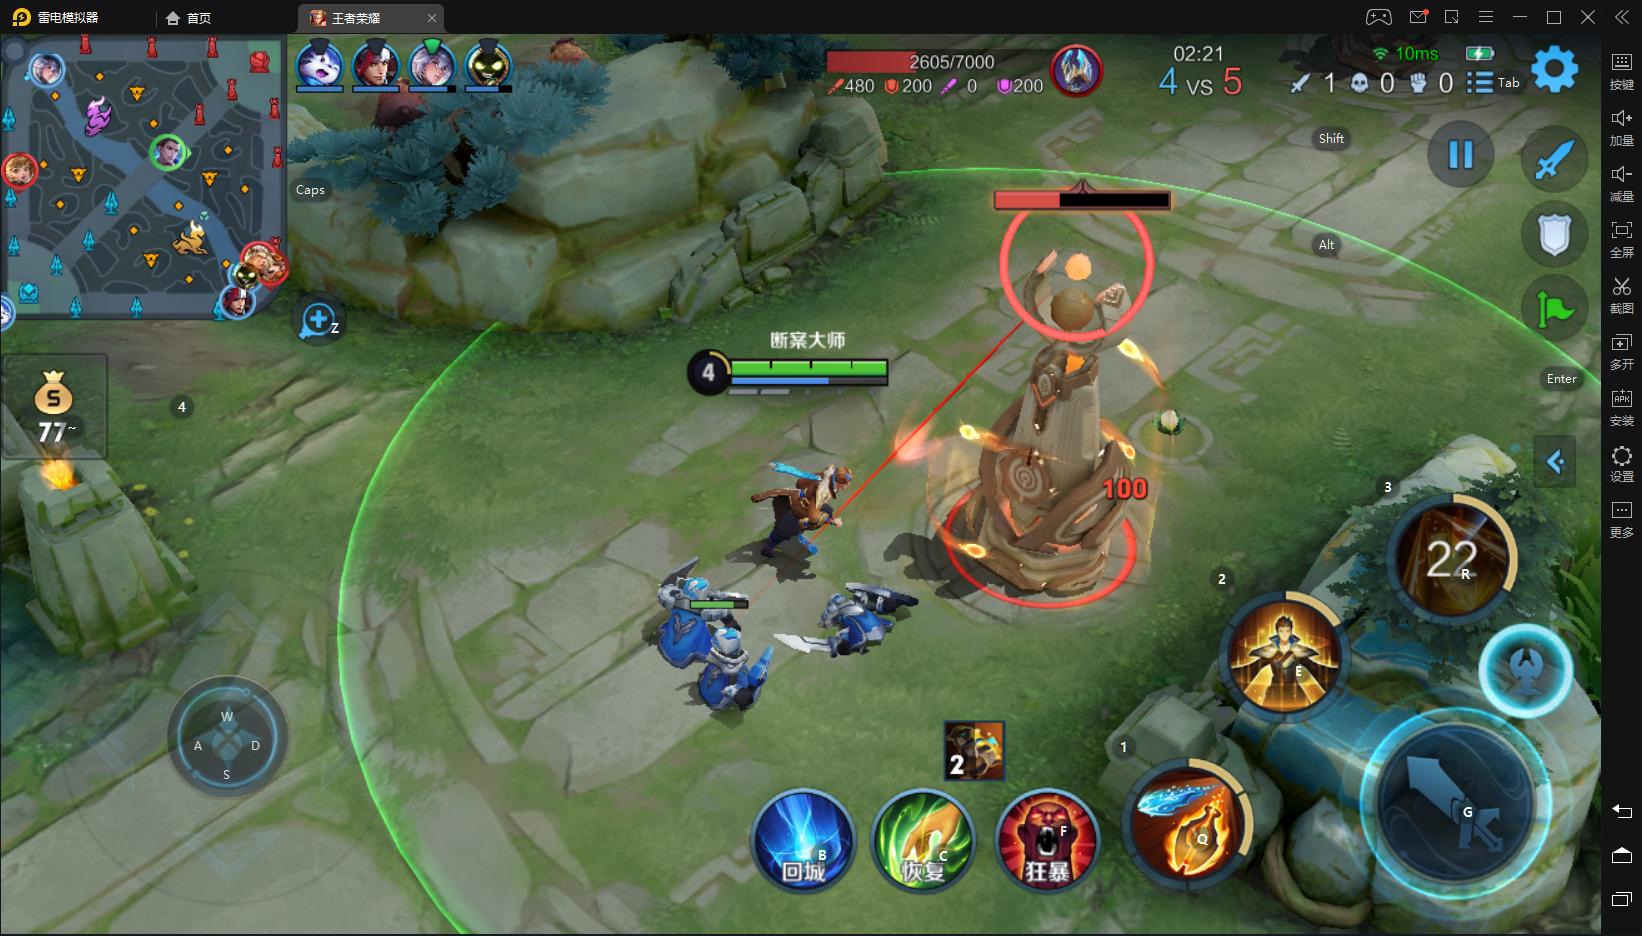 雷电模拟器
首页
王者荣耀
2605/7000
480 200 0 200
02:21
4 VS 5
10ms
1 0 0 Tab
按键
加量
减量
全屏
截图
多开
APK
安装
设置
更多
Shift
Caps
Alt
Z
Enter
断案大师
4
S
77~
4
100
3
22
R
2
E
W
A D
S
1
2
G
Q
B
回城
C
恢复
F
狂暴